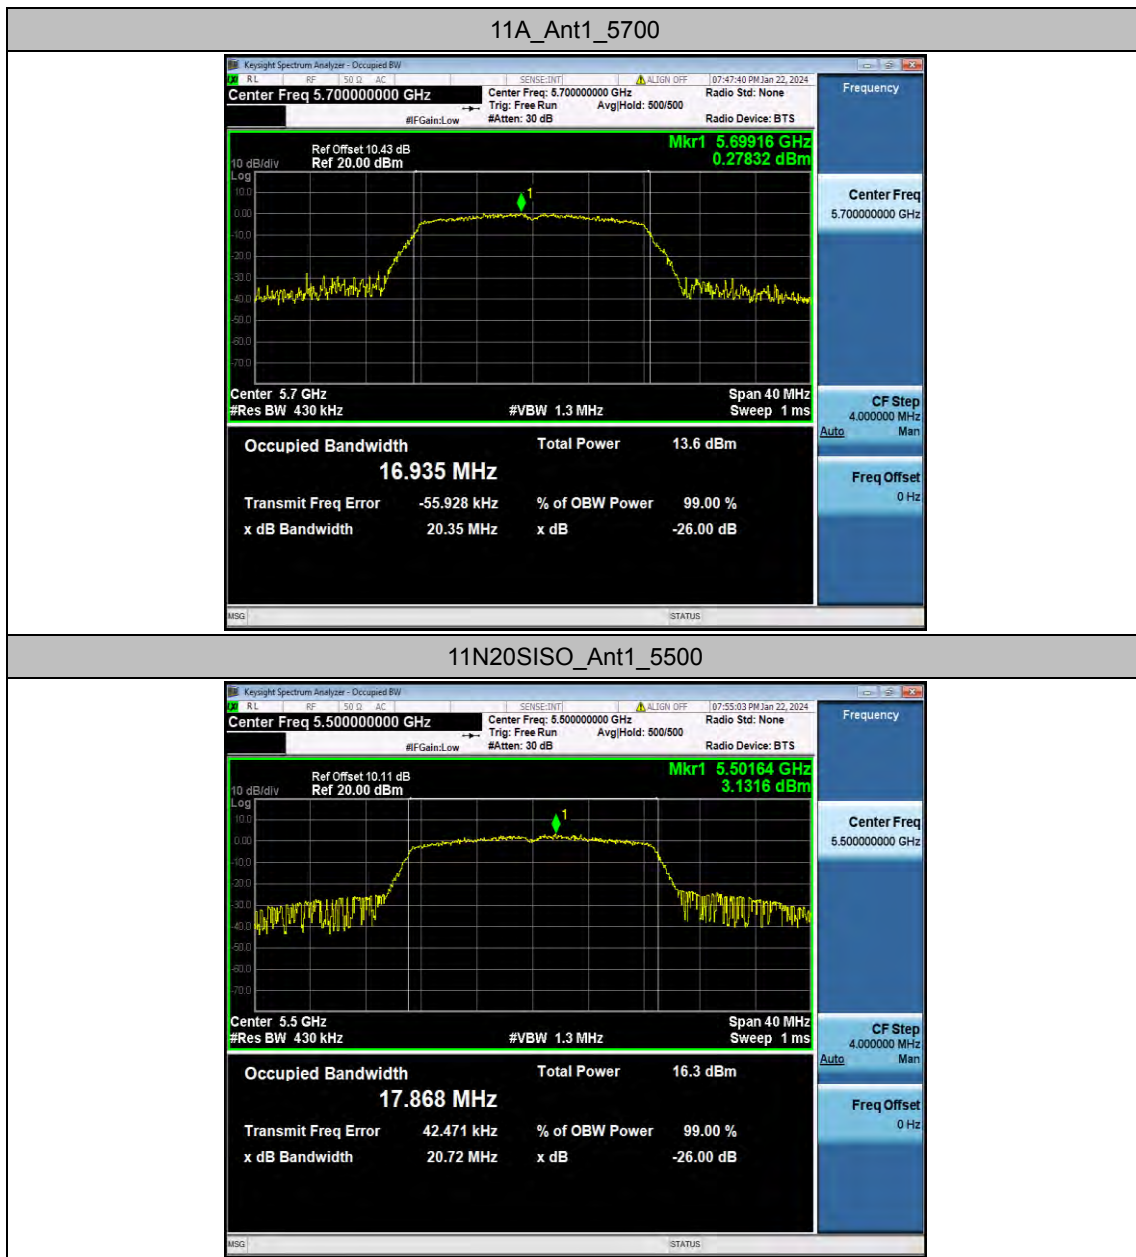 11A_Ant1_5700
Keysight Spectrum Analyzer - Occupied BW
RL RF 50 Ω AC SENSE:INT ALIGN OFF 07:47:40 PM Jan 22, 2024
Center Freq 5.700000000 GHz
Center Freq: 5.700000000 GHz Radio Std: None
Trig: Free Run Avg|Hold: 500/500
#IFGain:Low #Atten: 30 dB Radio Device: BTS
Frequency
Mkr1 5.69916 GHz
0.27832 dBm
Ref Offset 10.43 dB
10 dB/div Ref 20.00 dBm
Log
10.0
0.00
-10.0
-20.0
-30.0
-40.0
-50.0
-60.0
-70.0
1
Center 5.7 GHz Span 40 MHz
#Res BW 430 kHz #VBW 1.3 MHz Sweep 1 ms
Occupied Bandwidth Total Power 13.6 dBm
16.935 MHz
Transmit Freq Error -55.928 kHz % of OBW Power 99.00 %
x dB Bandwidth 20.35 MHz x dB -26.00 dB
Center Freq
5.700000000 GHz
CF Step
4.000000 MHz
Auto Man
Freq Offset
0 Hz
MSG STATUS
11N20SISO_Ant1_5500
Keysight Spectrum Analyzer - Occupied BW
RL RF 50 Ω AC SENSE:INT ALIGN OFF 07:55:03 PM Jan 22, 2024
Center Freq 5.500000000 GHz
Center Freq: 5.500000000 GHz Radio Std: None
Trig: Free Run Avg|Hold: 500/500
#IFGain:Low #Atten: 30 dB Radio Device: BTS
Frequency
Mkr1 5.50164 GHz
3.1316 dBm
Ref Offset 10.11 dB
10 dB/div Ref 20.00 dBm
Log
10.0
0.00
-10.0
-20.0
-30.0
-40.0
-50.0
-60.0
-70.0
1
Center 5.5 GHz Span 40 MHz
#Res BW 430 kHz #VBW 1.3 MHz Sweep 1 ms
Occupied Bandwidth Total Power 16.3 dBm
17.868 MHz
Transmit Freq Error 42.471 kHz % of OBW Power 99.00 %
x dB Bandwidth 20.72 MHz x dB -26.00 dB
Center Freq
5.500000000 GHz
CF Step
4.000000 MHz
Auto Man
Freq Offset
0 Hz
MSG STATUS